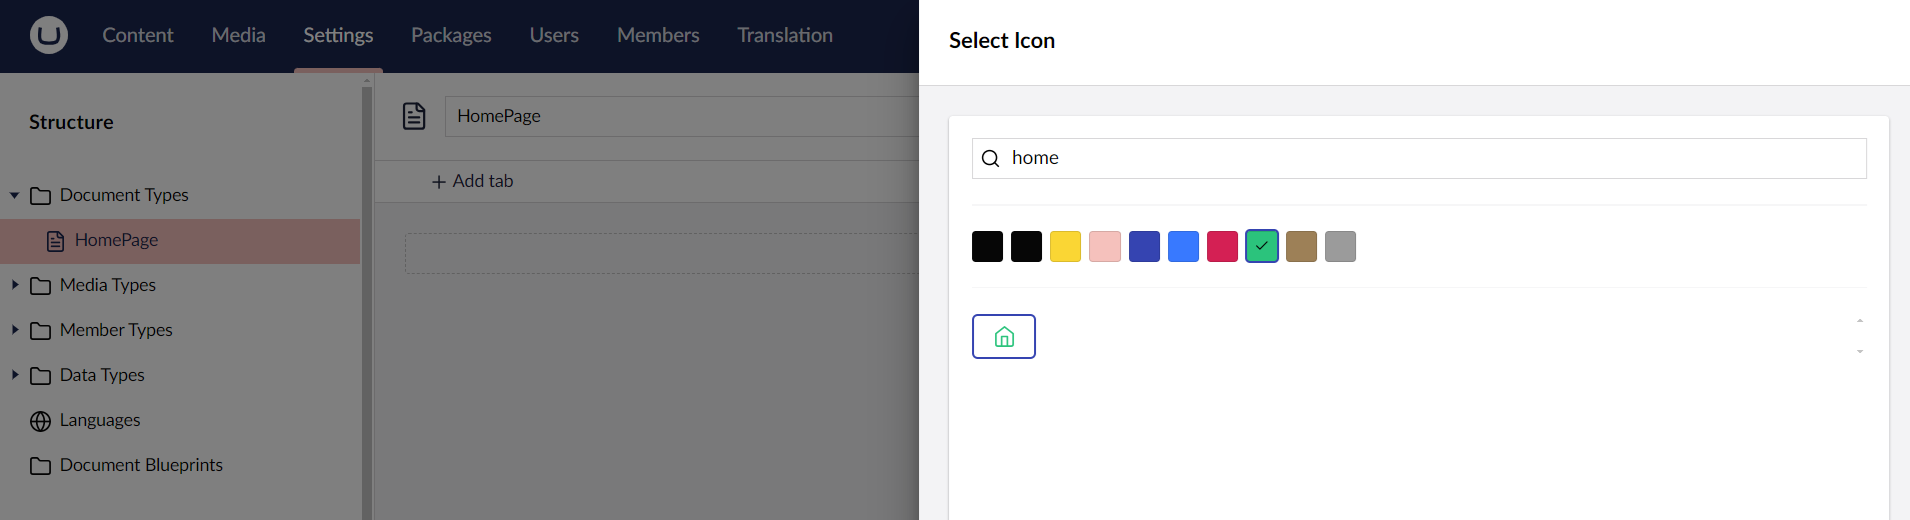 Content Media Settings Packages Users Members Translation
Structure
Document Types
HomePage
Media Types
Member Types
Data Types
Languages
Document Blueprints
HomePage
Add tab
Select Icon
home